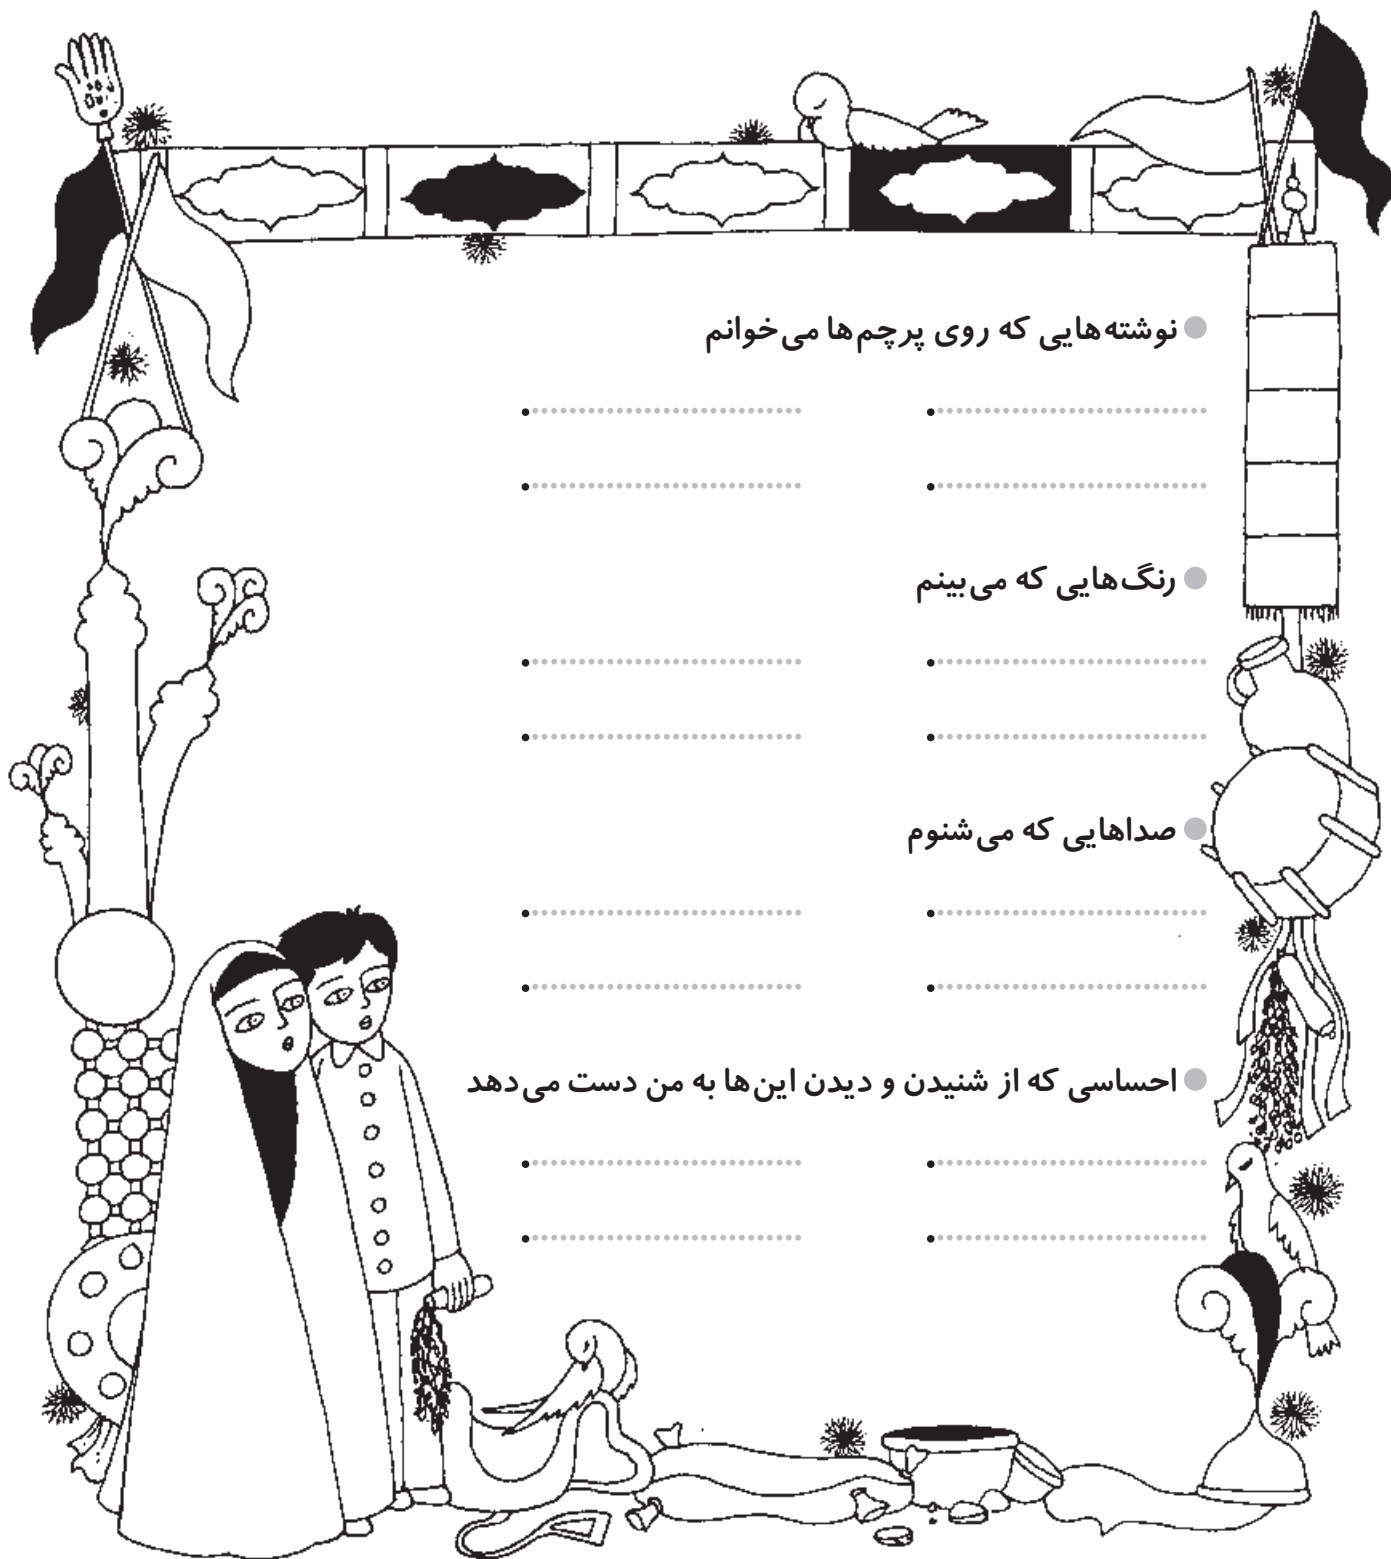 نوشته‌هایی که روی پرچم‌ها می‌خوانم
رنگ‌هایی که می‌بینم
صداهایی که می‌شنوم
احساسی که از شنیدن و دیدن این‌ها به من دست می‌دهد